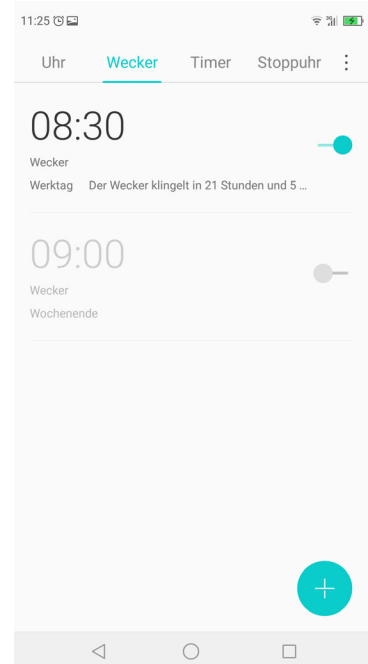 11:25
Uhr Wecker Timer Stoppuhr
08:30
Wecker
Werktag Der Wecker klingelt in 21 Stunden und 5 ...
09:00
Wecker
Wochenende